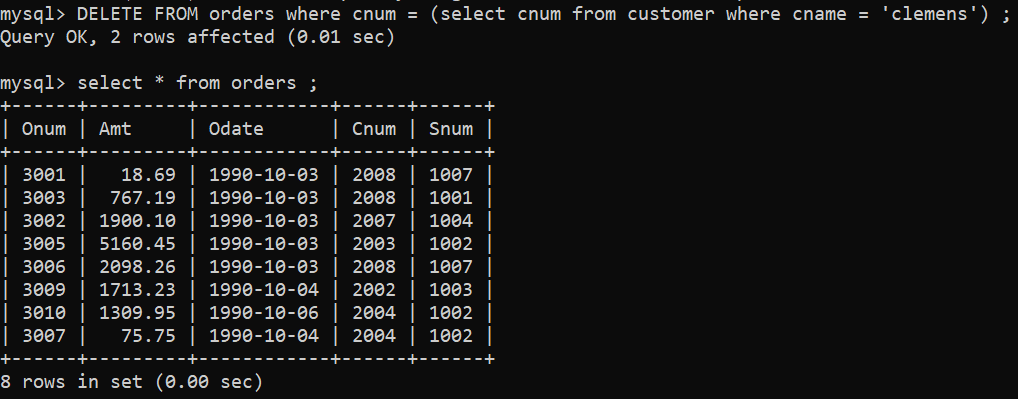 mysql> DELETE FROM orders where cnum = (select cnum from customer where cname = 'clemens') ;
Query OK, 2 rows affected (0.01 sec)

mysql> select * from orders ;
+------+---------+------------+------+------+
| Onum | Amt     | Odate      | Cnum | Snum |
+------+---------+------------+------+------+
| 3001 |   18.69 | 1990-10-03 | 2008 | 1007 |
| 3003 |  767.19 | 1990-10-03 | 2008 | 1001 |
| 3002 | 1900.10 | 1990-10-03 | 2007 | 1004 |
| 3005 | 5160.45 | 1990-10-03 | 2003 | 1002 |
| 3006 | 2098.26 | 1990-10-03 | 2008 | 1007 |
| 3009 | 1713.23 | 1990-10-04 | 2002 | 1003 |
| 3010 | 1309.95 | 1990-10-06 | 2004 | 1002 |
| 3007 |   75.75 | 1990-10-04 | 2004 | 1002 |
+------+---------+------------+------+------+
8 rows in set (0.00 sec)